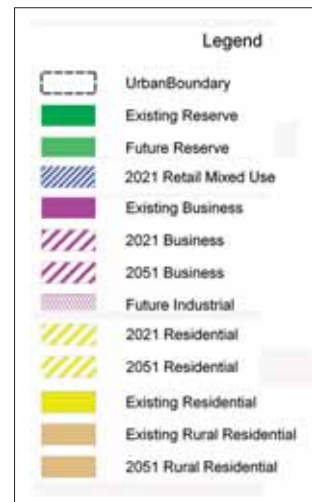 Legend
UrbanBoundary
Existing Reserve
Future Reserve
2021 Retail Mixed Use
Existing Business
2021 Business
2051 Business
Future Industrial
2021 Residential
2051 Residential
Existing Residential
Existing Rural Residential
2051 Rural Residential